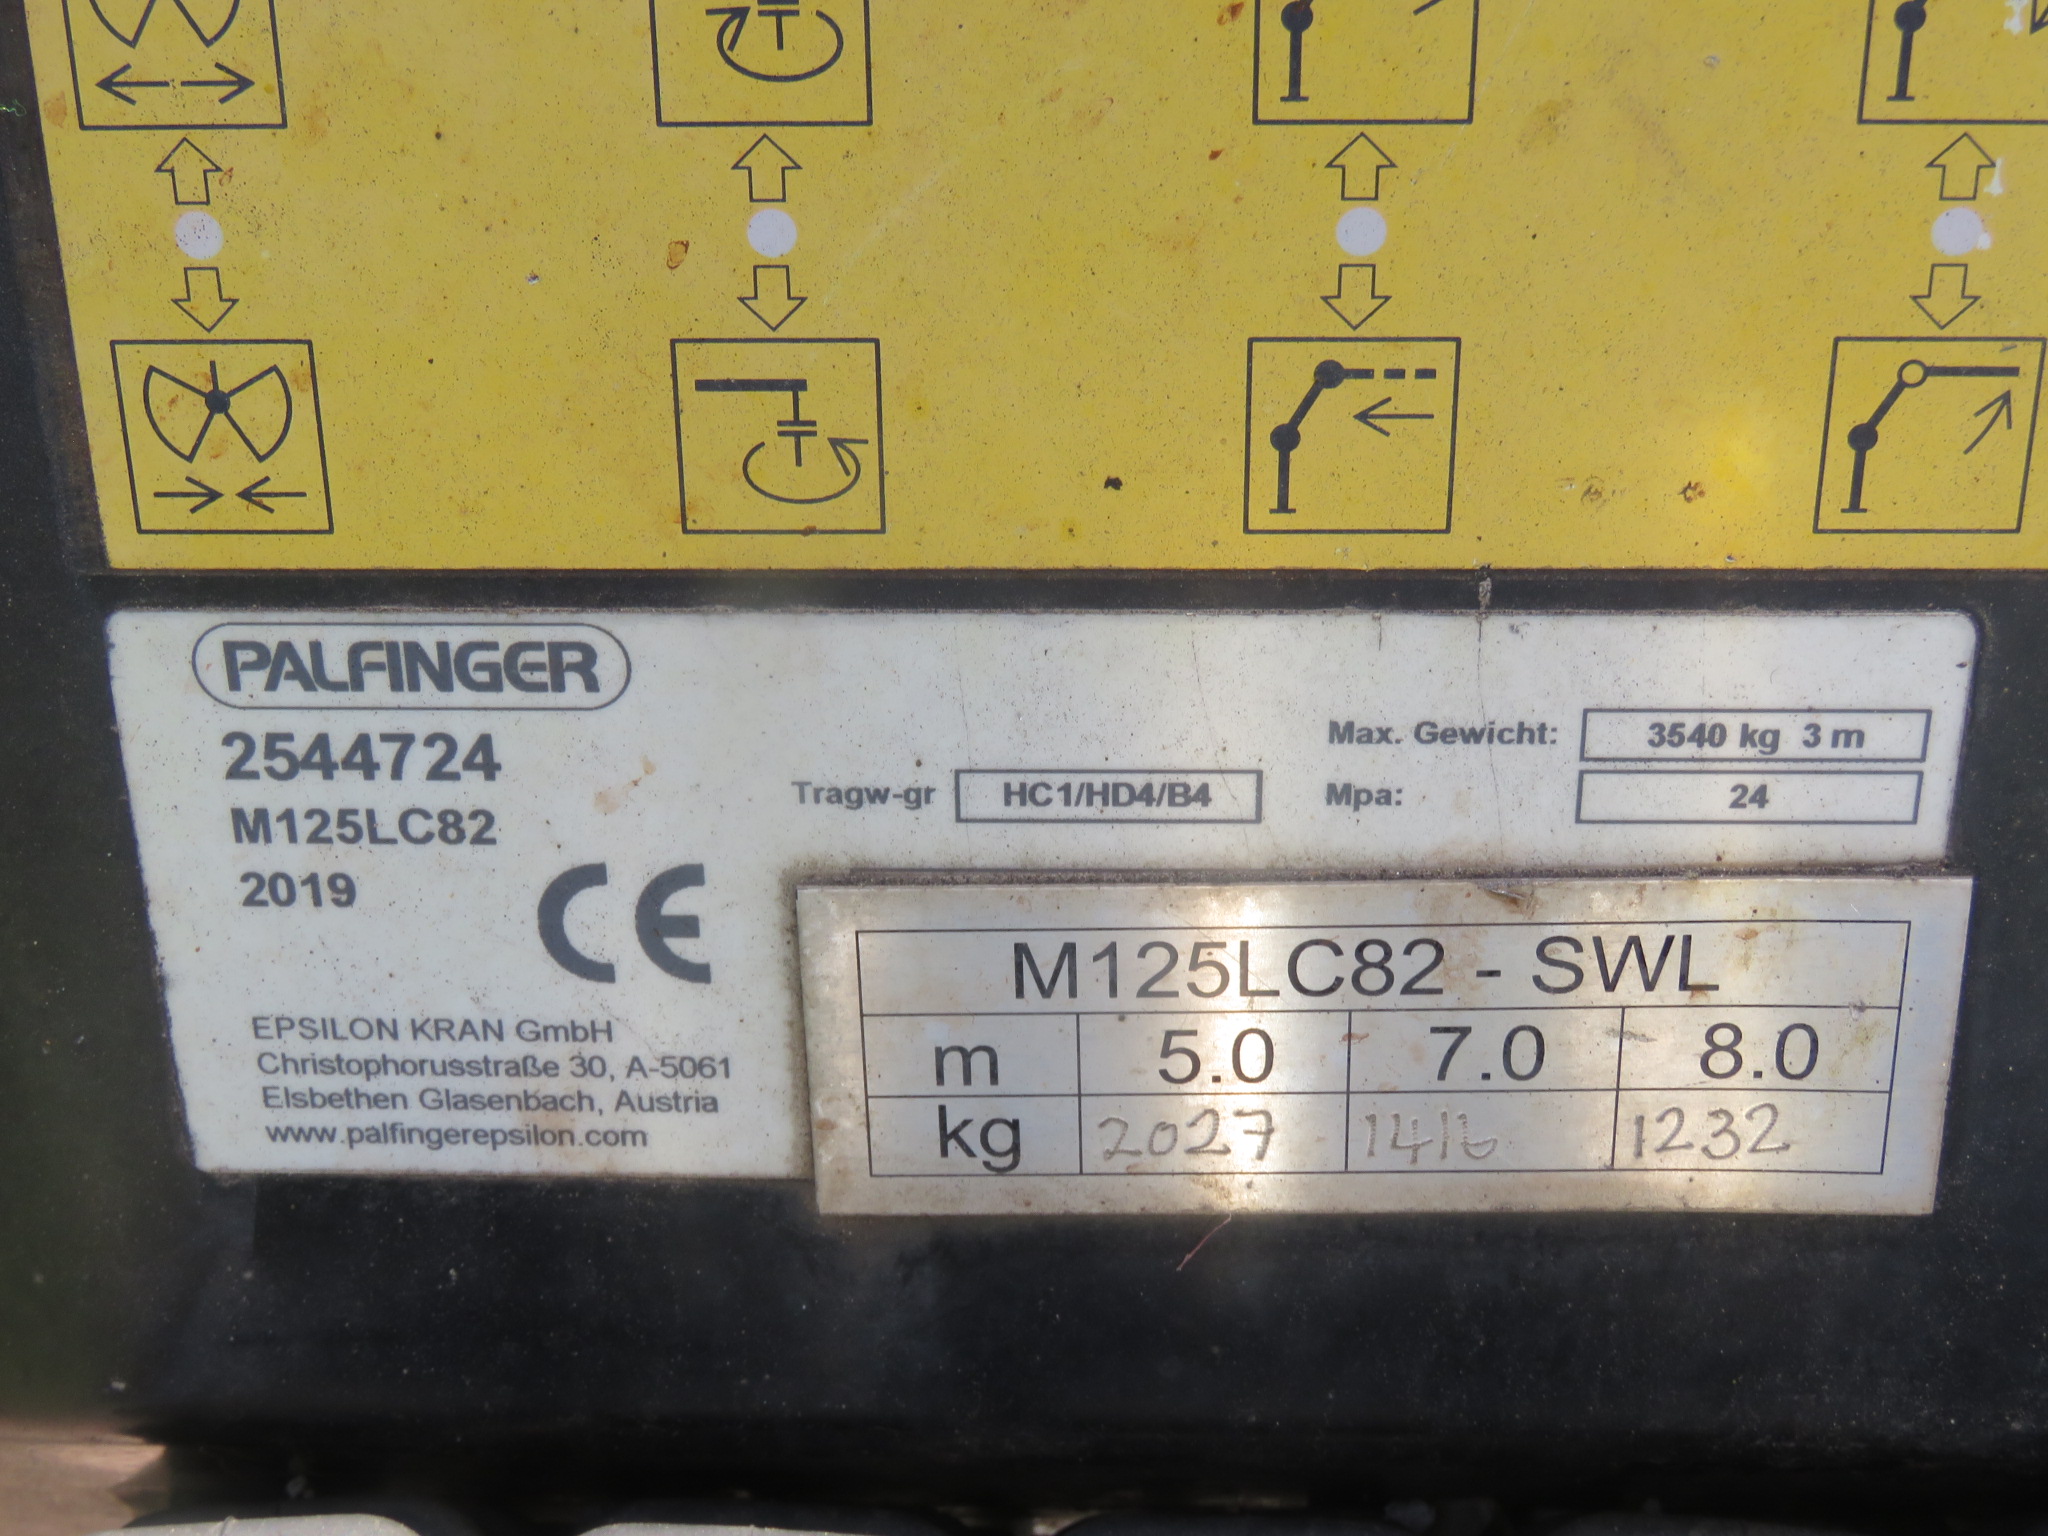 PALFINGER
2544724
M125LC82
2019
CE
EPSILON KRAN GmbH
Christophorusstraße 30, A-5061
Elsbethen Glasenbach, Austria
www.palfingerepsilon.com
Tragw-gr HC1/HD4/B4
Max. Gewicht: 3540 kg 3 m
Mpa: 24
M125LC82 - SWL
m 5.0 7.0 8.0
kg 2027 1416 1232